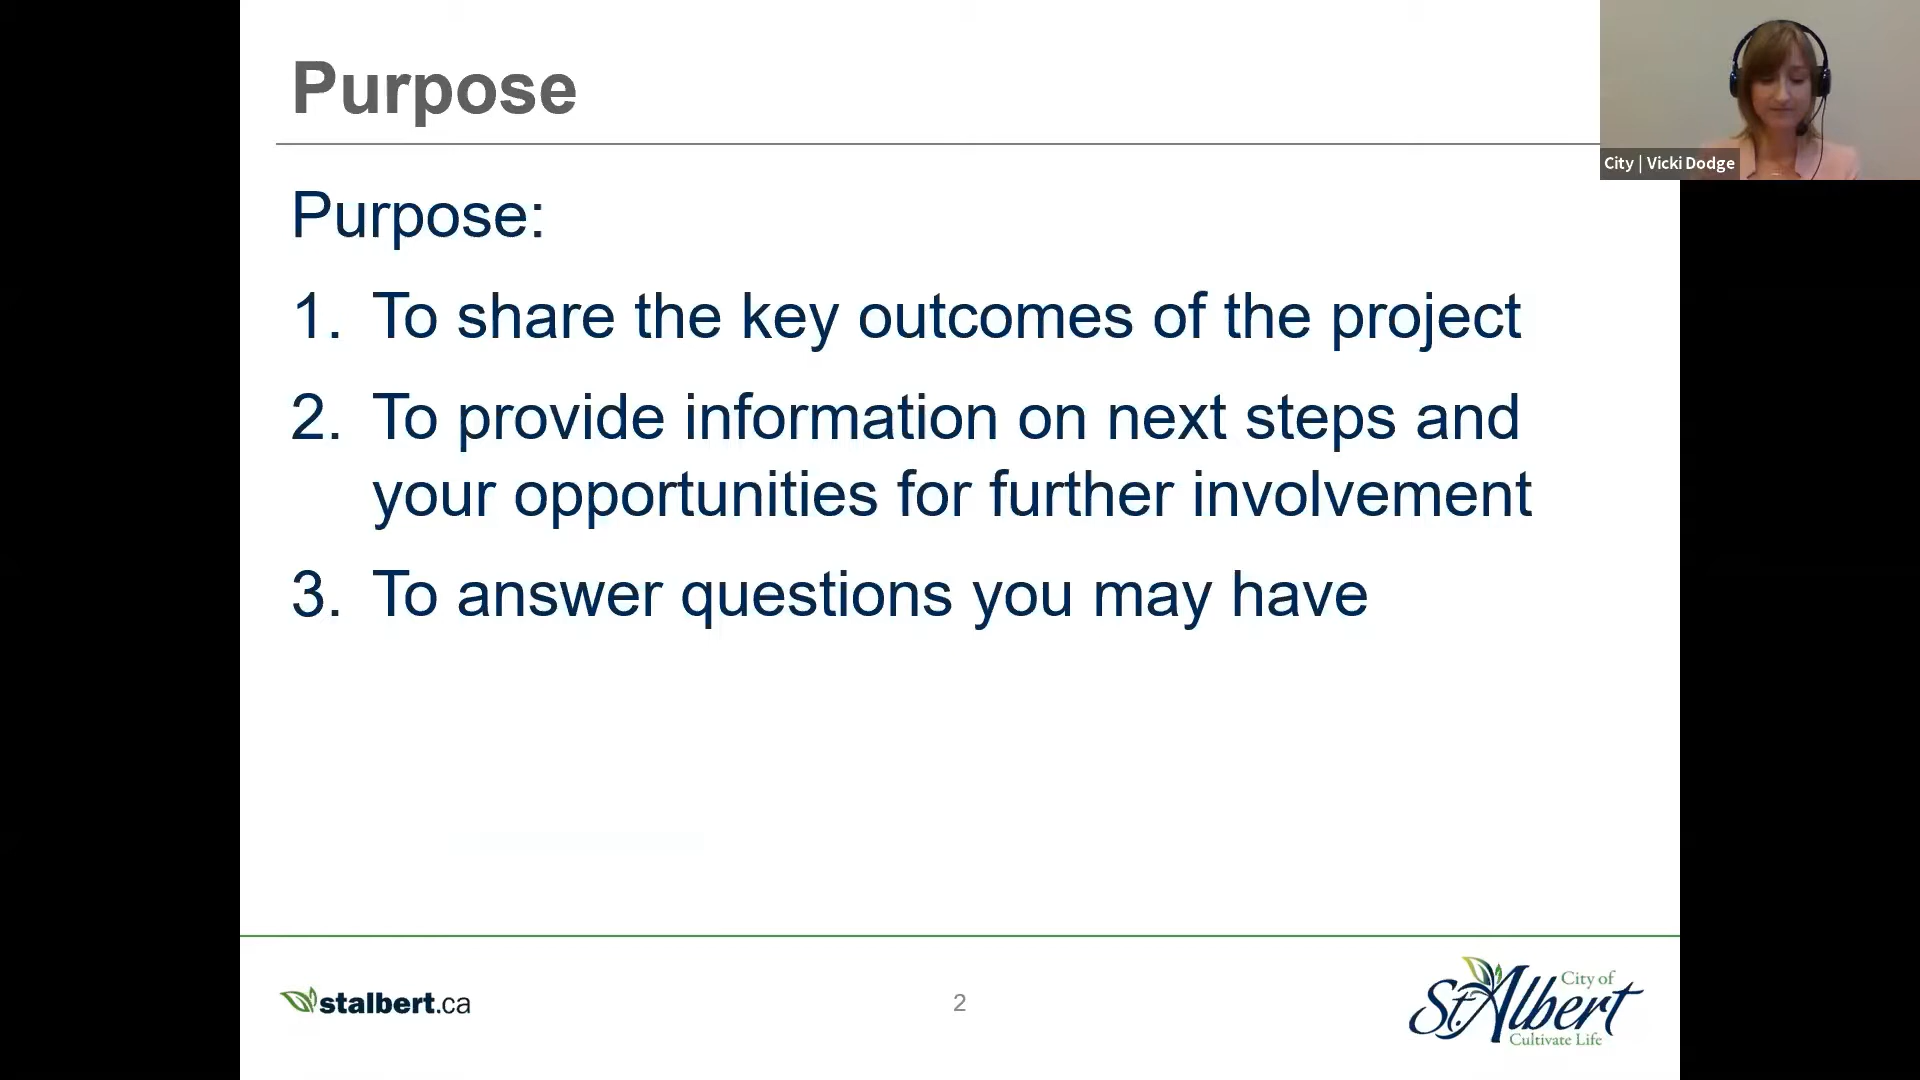 Purpose
City | Vicki Dodge
Purpose:
1. To share the key outcomes of the project
2. To provide information on next steps and
your opportunities for further involvement
3. To answer questions you may have
stalbert.ca
2
City of
St. Albert
Cultivate Life